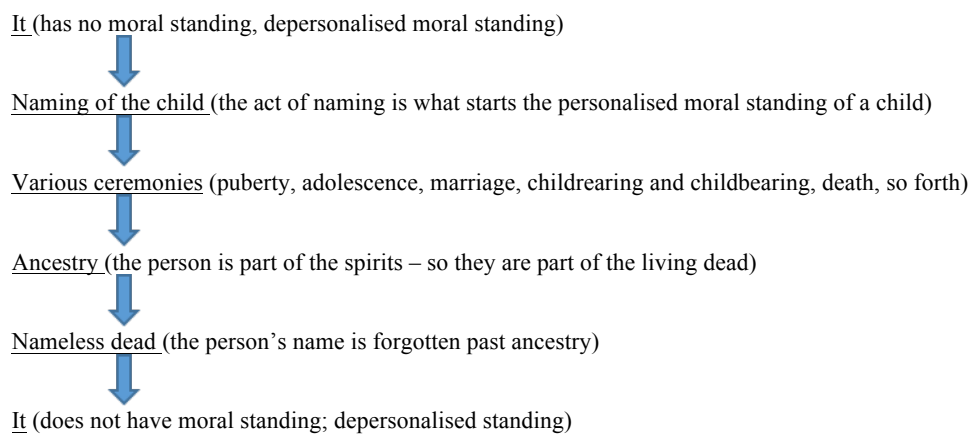 It (has no moral standing, depersonalised moral standing)
Naming of the child (the act of naming is what starts the personalised moral standing of a child)
Various ceremonies (puberty, adolescence, marriage, childrearing and childbearing, death, so forth)
Ancestry (the person is part of the spirits – so they are part of the living dead)
Nameless dead (the person’s name is forgotten past ancestry)
It (does not have moral standing; depersonalised standing)